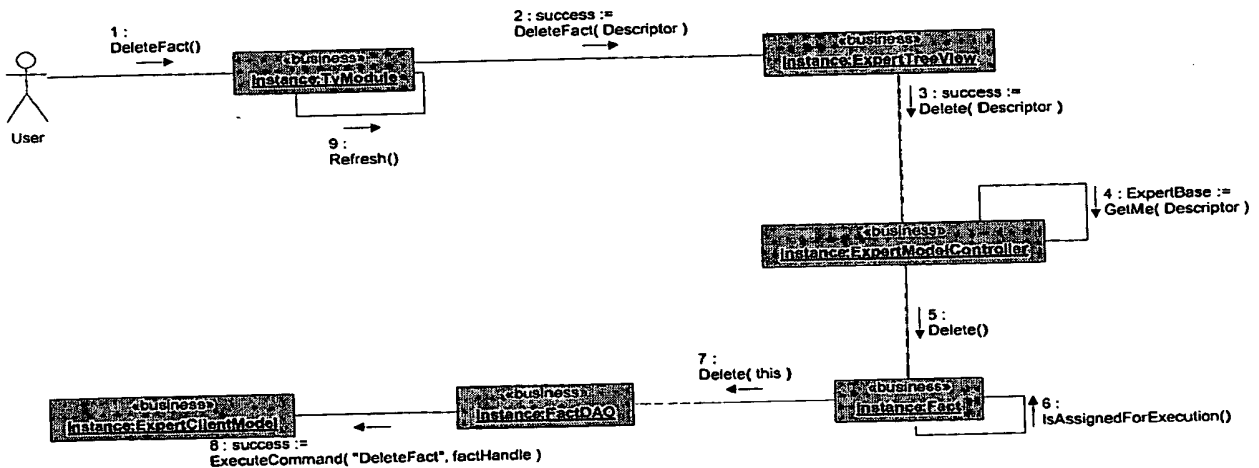 1 :
DeleteFact()
2 : success :=
DeleteFact( Descriptor )
«business»
Instance:TvModule
«business»
Instance:ExpertTreeView
User
9 :
Refresh()
3 : success :=
Delete( Descriptor )
4 : ExpertBase :=
GetMe( Descriptor )
«business»
Instance:ExpertModelController
5 :
Delete()
7 :
Delete( this )
«business»
Instance:ExpertClientModel
«business»
Instance:FactDAO
«business»
Instance:Fact
6 :
IsAssignedForExecution()
8 : success :=
ExecuteCommand( "DeleteFact", factHandle )